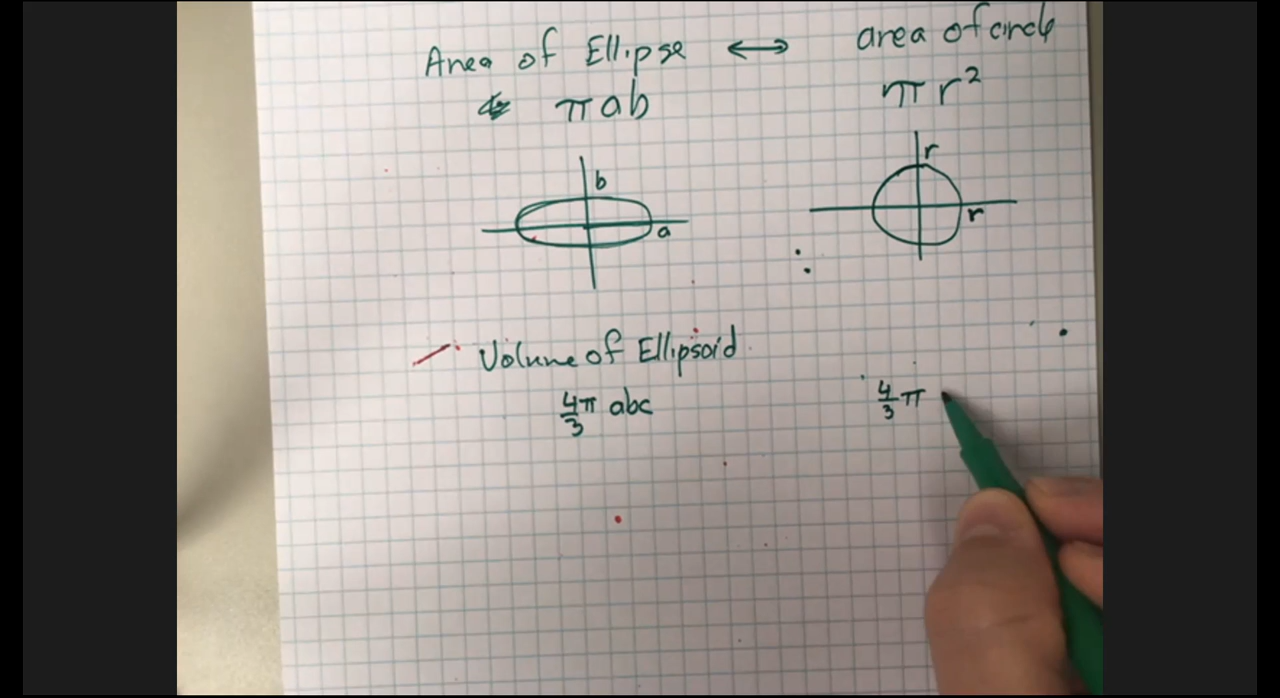 Area of Ellipse ↔ area of circle
πab πr²
b r
a r
Volume of Ellipsoid
4/3π abc 4/3π